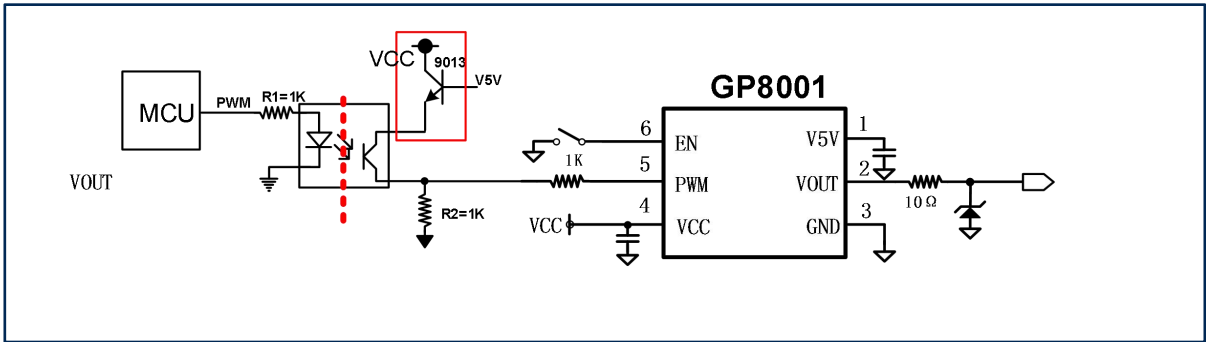 VCC
9013
V5V
MCU
PWM
R1=1K
VOUT
R2=1K
GP8001
6
EN
V5V
1
1K
5
PWM
VOUT
2
10Ω
VCC
4
VCC
GND
3